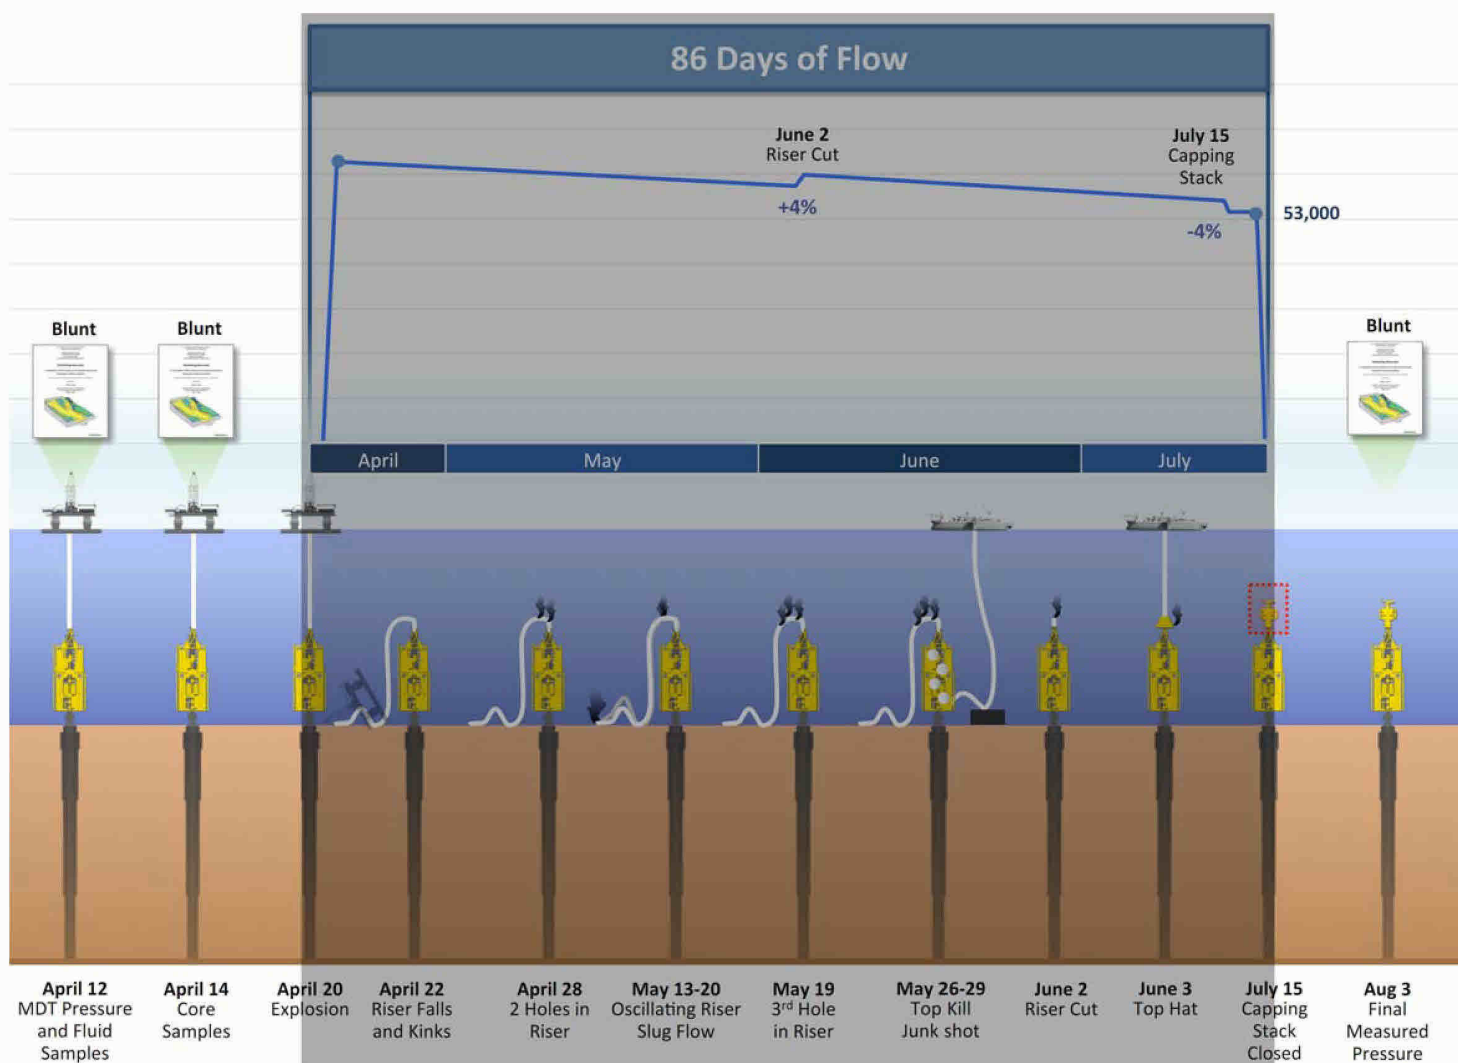 86 Days of Flow
June 2
Riser Cut
July 15
Capping
Stack
+4%
-4%
53,000
Blunt
Blunt
Blunt
April
May
June
July
April 12
MDT Pressure
and Fluid
Samples
April 14
Core
Samples
April 20
Explosion
April 22
Riser Falls
and Kinks
April 28
2 Holes in
Riser
May 13-20
Oscillating Riser
Slug Flow
May 19
3rd Hole
in Riser
May 26-29
Top Kill
Junk shot
June 2
Riser Cut
June 3
Top Hat
July 15
Capping
Stack
Closed
Aug 3
Final
Measured
Pressure